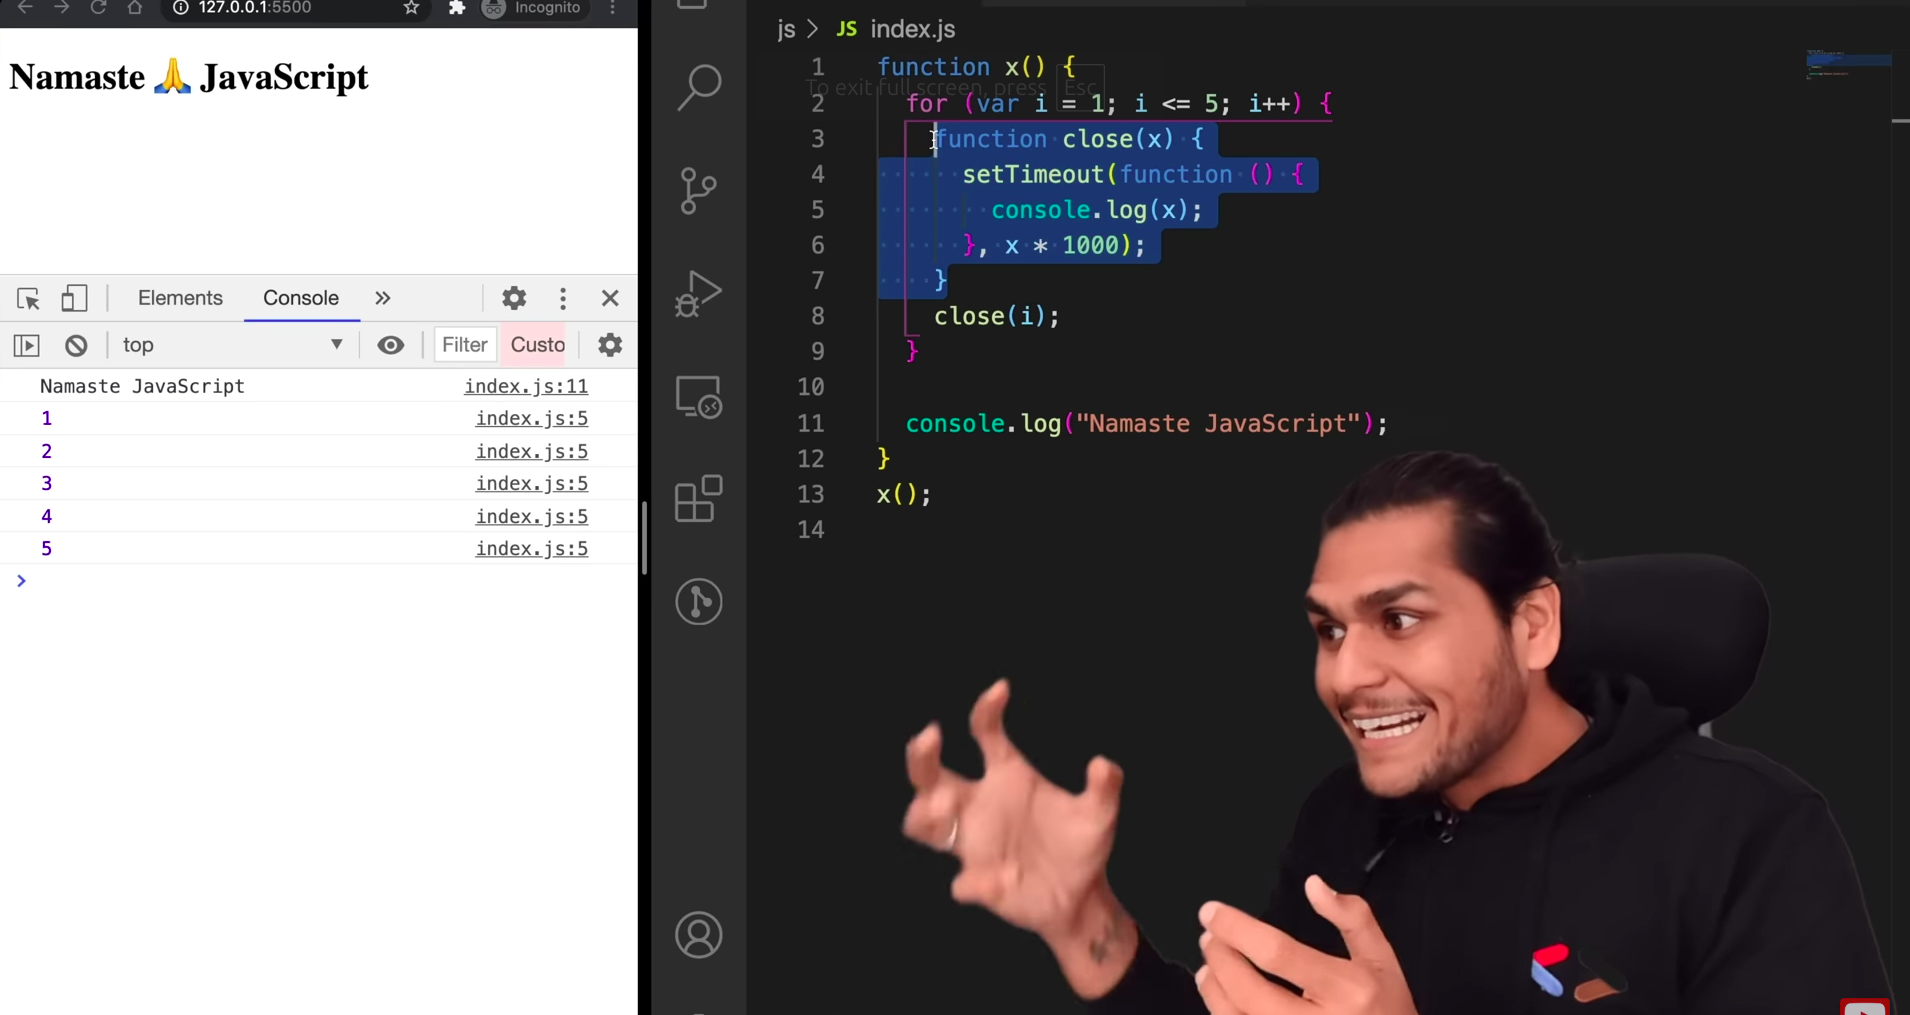 127.0.0.1:5500
Incognito
Namaste 🙏 JavaScript
Elements
Console
top
Filter
Custo
Namaste JavaScript index.js:11
1 index.js:5
2 index.js:5
3 index.js:5
4 index.js:5
5 index.js:5
js > JS index.js
To exit full screen, press Esc
1 function x() {
2 for (var i = 1; i <= 5; i++) {
3 function close(x) {
4 setTimeout(function () {
5 console.log(x);
6 }, x * 1000);
7 }
8 close(i);
9 }
10
11 console.log("Namaste JavaScript");
12 }
13 x();
14